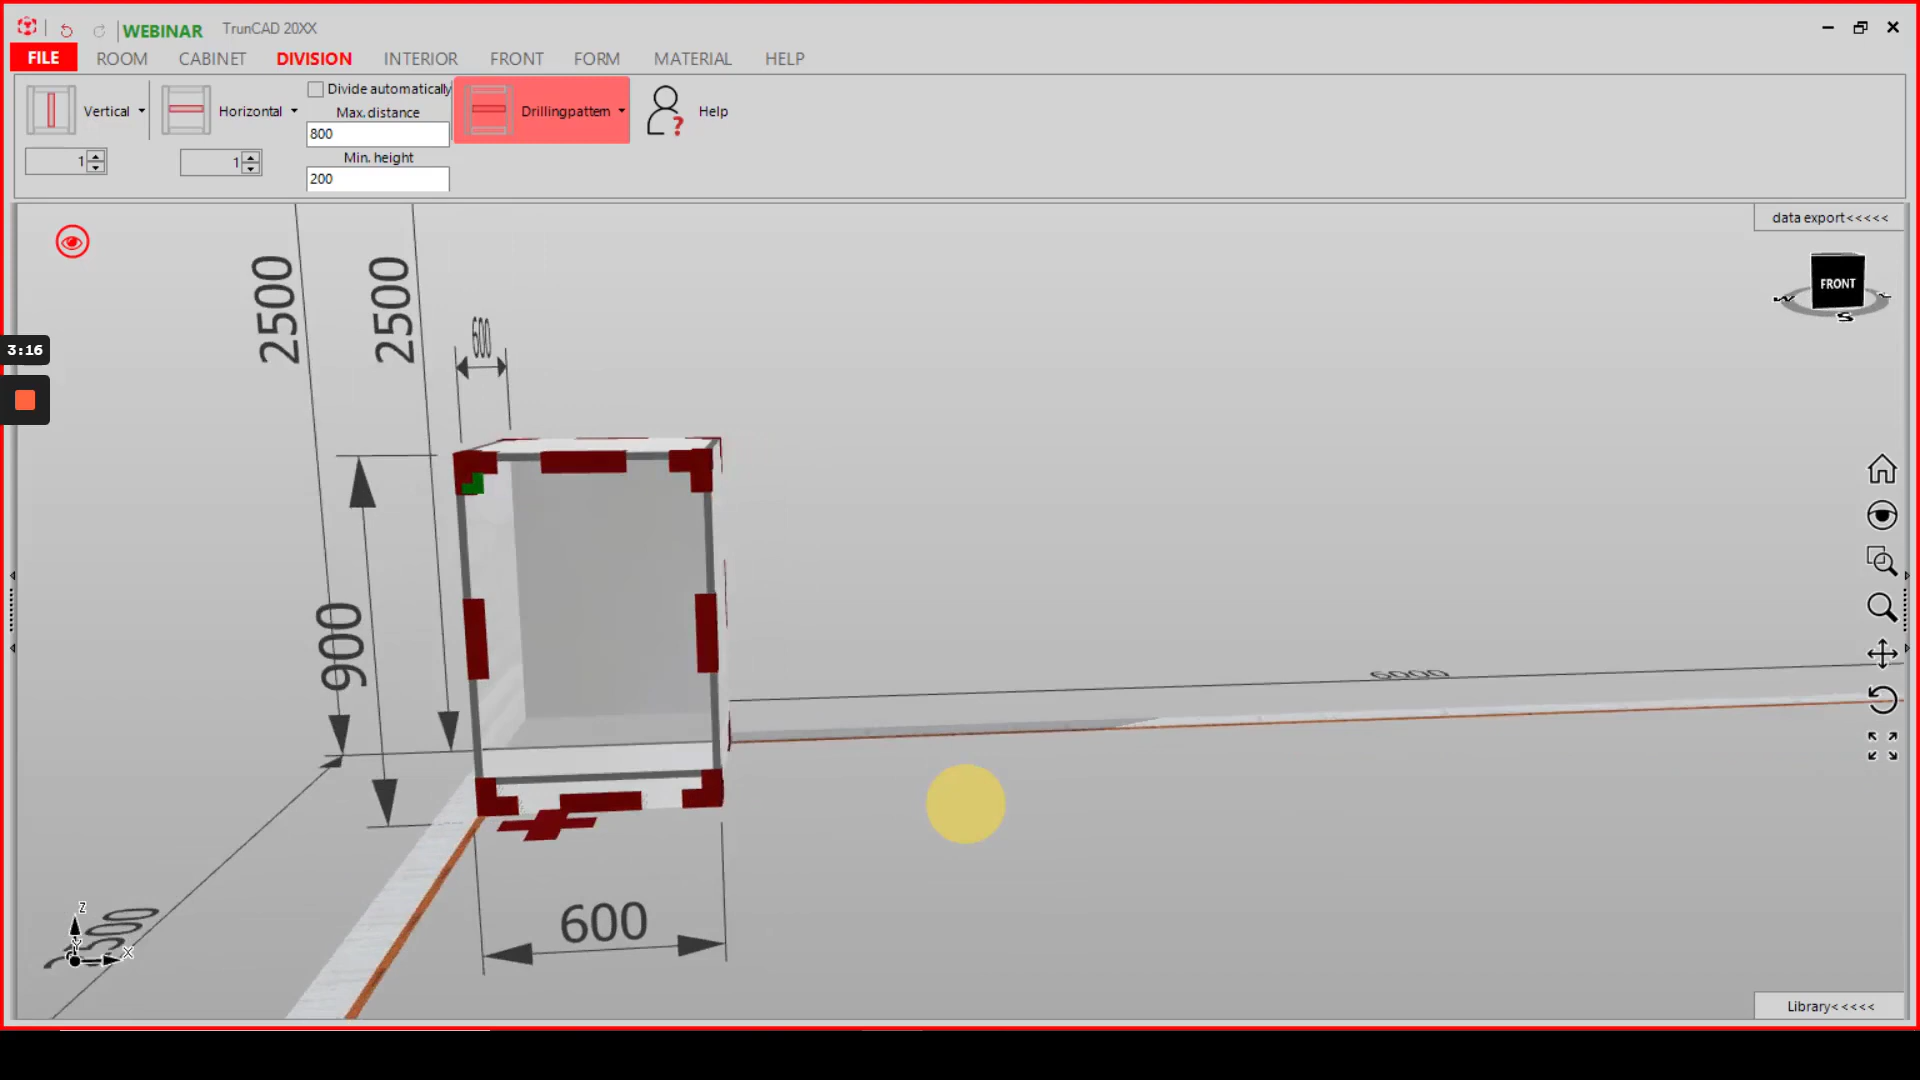 WEBINAR TrunCAD 20XX
FILE ROOM CABINET DIVISION INTERIOR FRONT FORM MATERIAL HELP
Vertical Horizontal Divide automatically Drillingpattern Help
Max. distance
800
Min. height
1 1
200
data export<<<<<
FRONT
W S
2500 2500 600
3:16
900
6000
600
Z
Y X
Library<<<<<